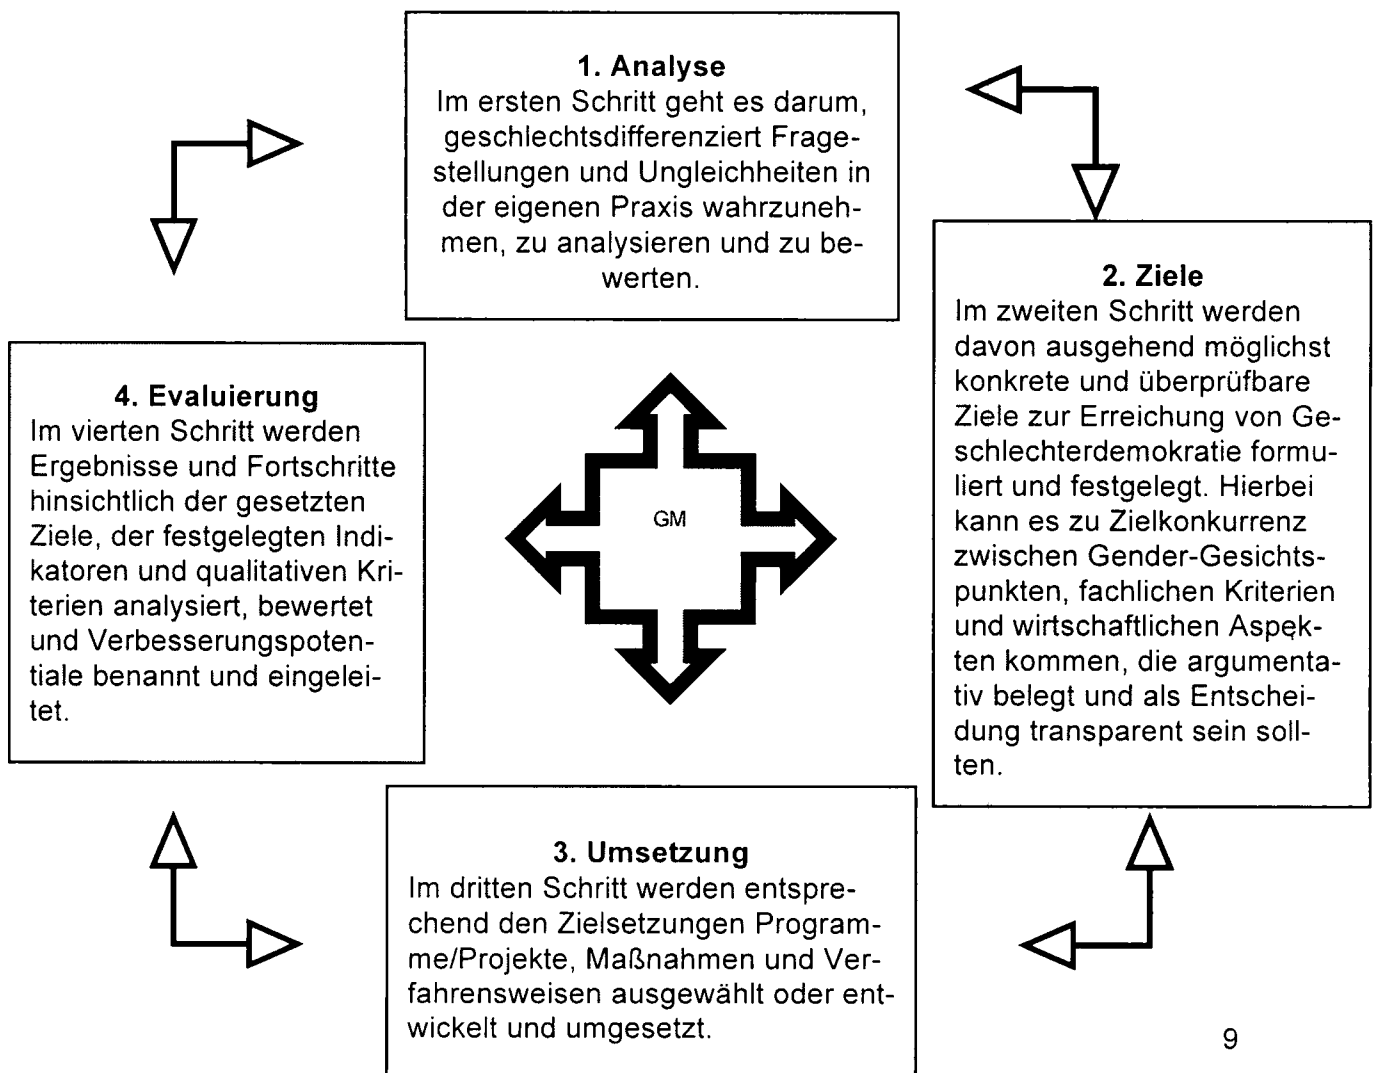 1. Analyse
Im ersten Schritt geht es darum,
geschlechtsdifferenziert Frage-
stellungen und Ungleichheiten in
der eigenen Praxis wahrzuneh-
men, zu analysieren und zu be-
werten.
2. Ziele
Im zweiten Schritt werden
davon ausgehend möglichst
konkrete und überprüfbare
Ziele zur Erreichung von Ge-
schlechterdemokratie formu-
liert und festgelegt. Hierbei
kann es zu Zielkonkurrenz
zwischen Gender-Gesichts-
punkten, fachlichen Kriterien
und wirtschaftlichen Aspek-
ten kommen, die argumenta-
tiv belegt und als Entschei-
dung transparent sein soll-
ten.
4. Evaluierung
Im vierten Schritt werden
Ergebnisse und Fortschritte
hinsichtlich der gesetzten
Ziele, der festgelegten Indi-
katoren und qualitativen Kri-
terien analysiert, bewertet
und Verbesserungspoten-
tiale benannt und eingelei-
tet.
GM
3. Umsetzung
Im dritten Schritt werden entspre-
chend den Zielsetzungen Program-
me/Projekte, Maßnahmen und Ver-
fahrensweisen ausgewählt oder ent-
wickelt und umgesetzt.
9